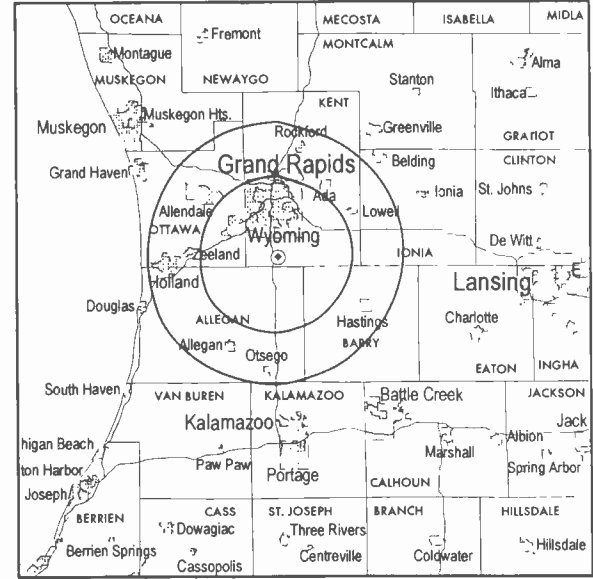 OCEANA
MECOSTA
ISABELLA
MIDLA
Fremont
MONTCALM
Montague
Alma
MUSKEGON
NEWAYGO
Stanton
Ithaca
KENT
Muskegon Hts.
Muskegon
Rockford
Greenville
GRATIOT
Grand Haven
Grand Rapids
Belding
CLINTON
Ada
Ionia
St. Johns
Allendale
Lowell
OTTAWA
Wyoming
De Witt
Zeeland
IONIA
Holland
Lansing
E
Douglas
ALLEGAN
Hastings
Charlotte
Allegan
Otsego
BARRY
EATON
INGHA
South Haven
VAN BUREN
KALAMAZOO
Battle Creek
JACKSON
Kalamazoo
Jack
higan Beach
Albion
Marshall
ton Harbor
Paw Paw
Portage
Spring Arbor
Joseph
CALHOUN
BERRIEN
CASS
ST. JOSEPH
BRANCH
HILLSDALE
Dowagiac
Three Rivers
Berrien Springs
Centreville
Coldwater
Hillsdale
Cassopolis